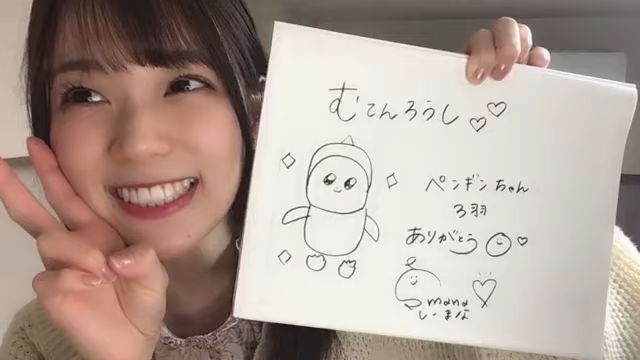 むてんろうし♡♡
ペンギンちゃん
3羽
ありがとう
mana
しーまな